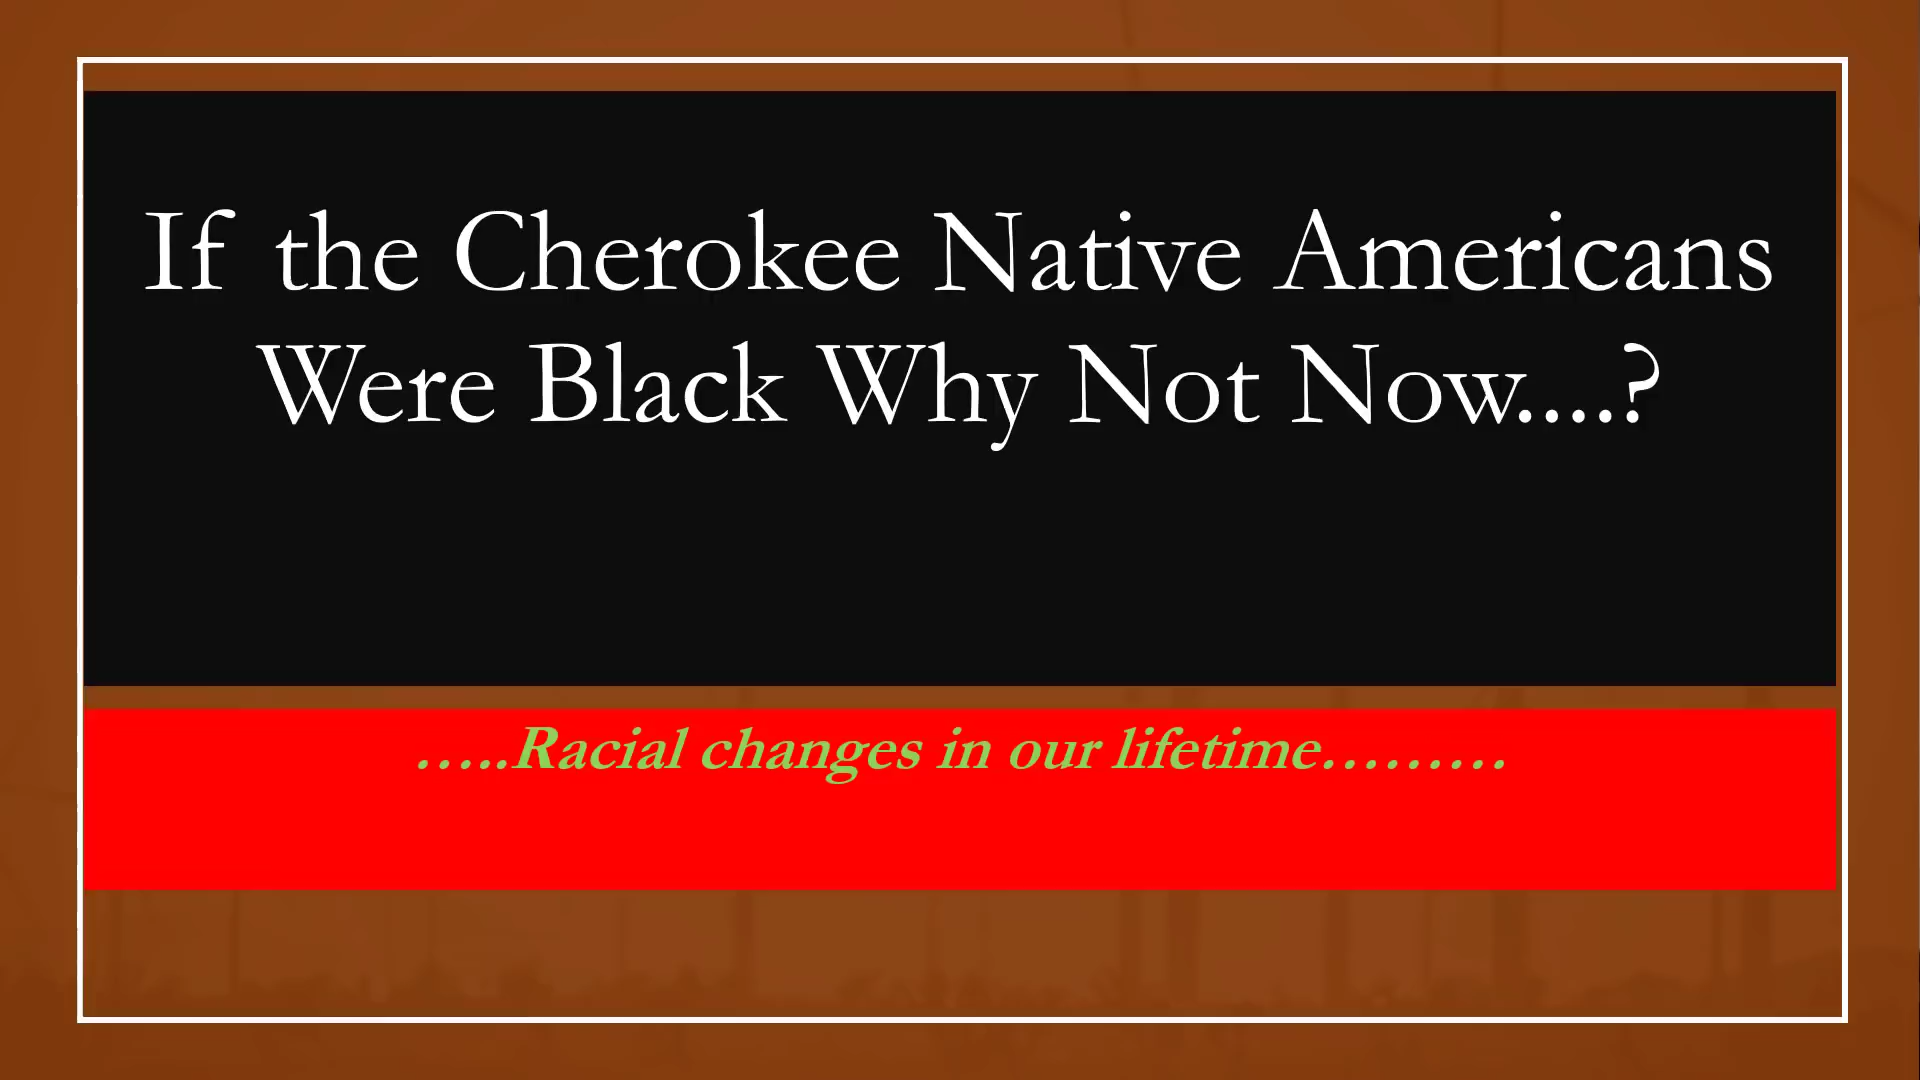 If the Cherokee Native Americans
Were Black Why Not Now....?
…..Racial changes in our lifetime………